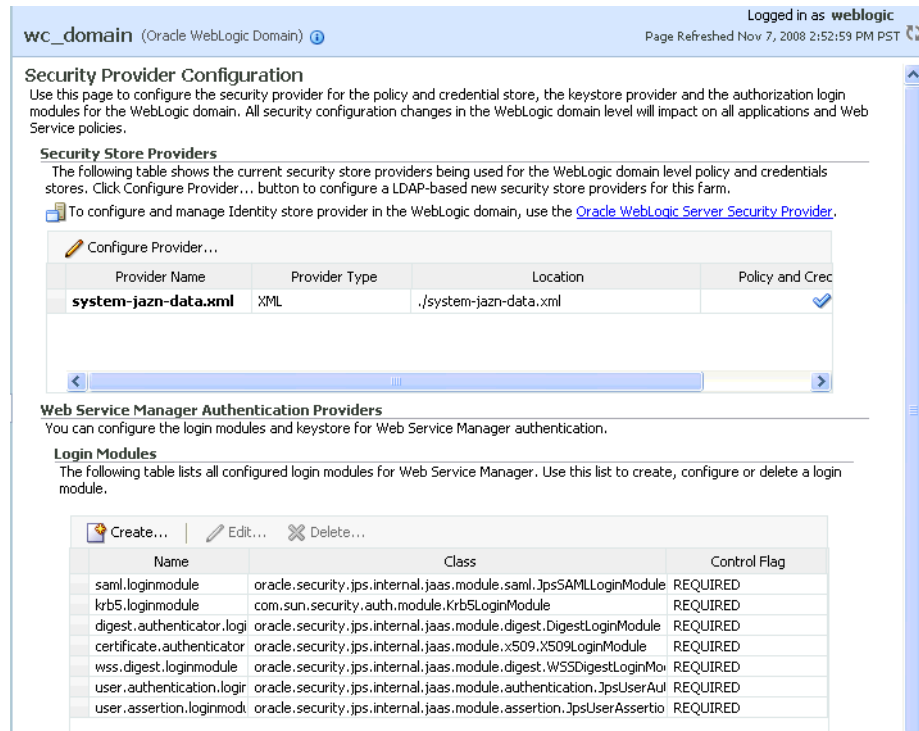 Logged in as weblogic
wc_domain (Oracle WebLogic Domain)
Page Refreshed Nov 7, 2008 2:52:59 PM PST
Security Provider Configuration
Use this page to configure the security provider for the policy and credential store, the keystore provider and the authorization login
modules for the WebLogic domain. All security configuration changes in the WebLogic domain level will impact on all applications and Web
Service policies.
Security Store Providers
The following table shows the current security store providers being used for the WebLogic domain level policy and credentials
stores. Click Configure Provider... button to configure a LDAP-based new security store providers for this farm.
To configure and manage Identity store provider in the WebLogic domain, use the Oracle WebLogic Server Security Provider.
Configure Provider...
Provider Name Provider Type Location Policy and Crec
system-jazn-data.xml XML ./system-jazn-data.xml
Web Service Manager Authentication Providers
You can configure the login modules and keystore for Web Service Manager authentication.
Login Modules
The following table lists all configured login modules for Web Service Manager. Use this list to create, configure or delete a login
module.
Create... Edit... Delete...
Name Class Control Flag
saml.loginmodule oracle.security.jps.internal.jaas.module.saml.JpsSAMLLoginModule REQUIRED
krb5.loginmodule com.sun.security.auth.module.Krb5LoginModule REQUIRED
digest.authenticator.logi oracle.security.jps.internal.jaas.module.digest.DigestLoginModule REQUIRED
certificate.authenticator oracle.security.jps.internal.jaas.module.x509.X509LoginModule REQUIRED
wss.digest.loginmodule oracle.security.jps.internal.jaas.module.digest.WSSDigestLoginMo REQUIRED
user.authentication.logir oracle.security.jps.internal.jaas.module.authentication.JpsUserAut REQUIRED
user.assertion.loginmod oracle.security.jps.internal.jaas.module.assertion.JpsUserAssertio REQUIRED